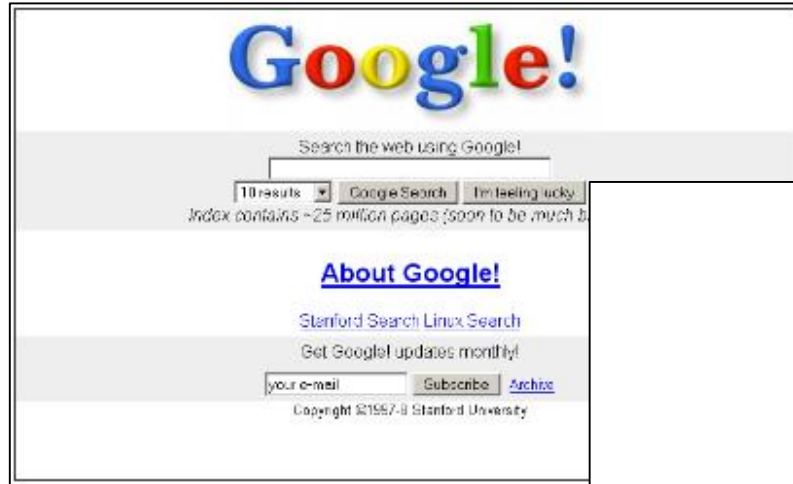 Google!
Search the web using Google!
10 results Google Search I'm feeling lucky
Index contains ~25 million pages (soon to be much b
About Google!
Stanford Search Linux Search
Get Google! updates monthly!
your e-mail Subscribe Archive
Copyright ©1997-8 Stanford University